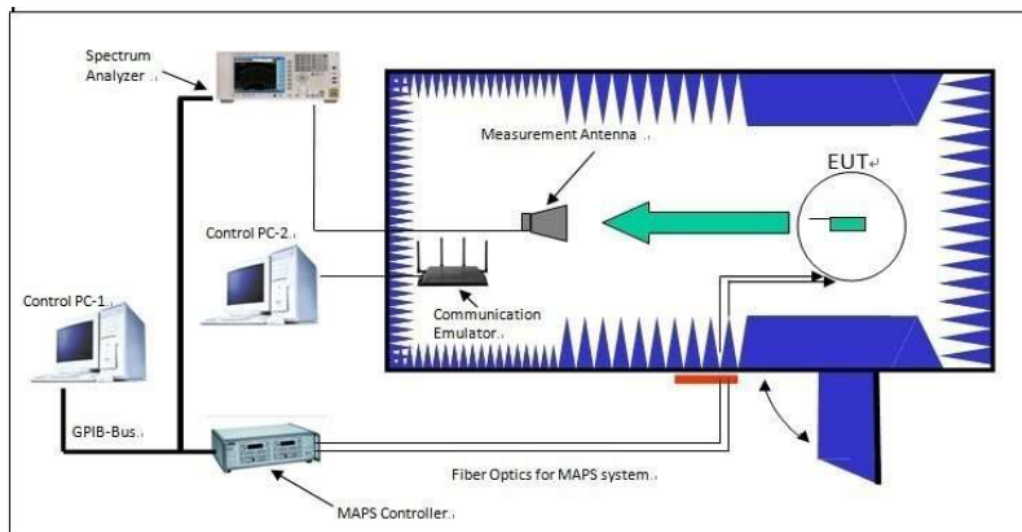 Spectrum
Analyzer
Measurement Antenna
EUT
Control PC-2
Control PC-1
Communication
Emulator
GPIB-Bus
Fiber Optics for MAPS system
MAPS Controller